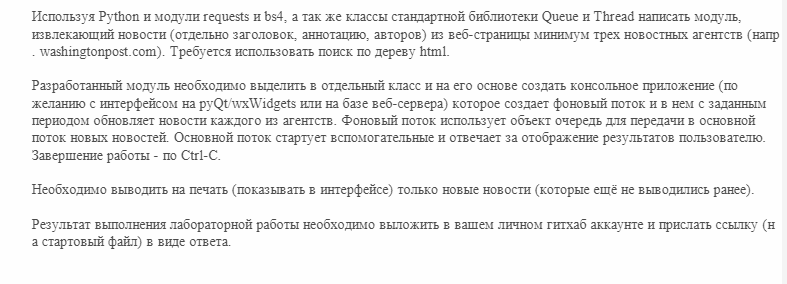 Используя Python и модули requests и bs4, а так же классы стандартной библиотеки Queue и Thread написать модуль,
извлекающий новости (отдельно заголовок, аннотацию, авторов) из веб-страницы минимум трех новостных агентств (напр
. washingtonpost.com). Требуется использовать поиск по дереву html.
Разработанный модуль необходимо выделить в отдельный класс и на его основе создать консольное приложение (по
желанию с интерфейсом на pyQt/wxWidgets или на базе веб-сервера) которое создает фоновый поток и в нем с заданным
периодом обновляет новости каждого из агентств. Фоновый поток использует объект очередь для передачи в основной
поток новых новостей. Основной поток стартует вспомогательные и отвечает за отображение результатов пользователю.
Завершение работы - по Ctrl-C.
Необходимо выводить на печать (показывать в интерфейсе) только новые новости (которые ещё не выводились ранее).
Результат выполнения лабораторной работы необходимо выложить в вашем личном гитхаб аккаунте и прислать ссылку (н
а стартовый файл) в виде ответа.